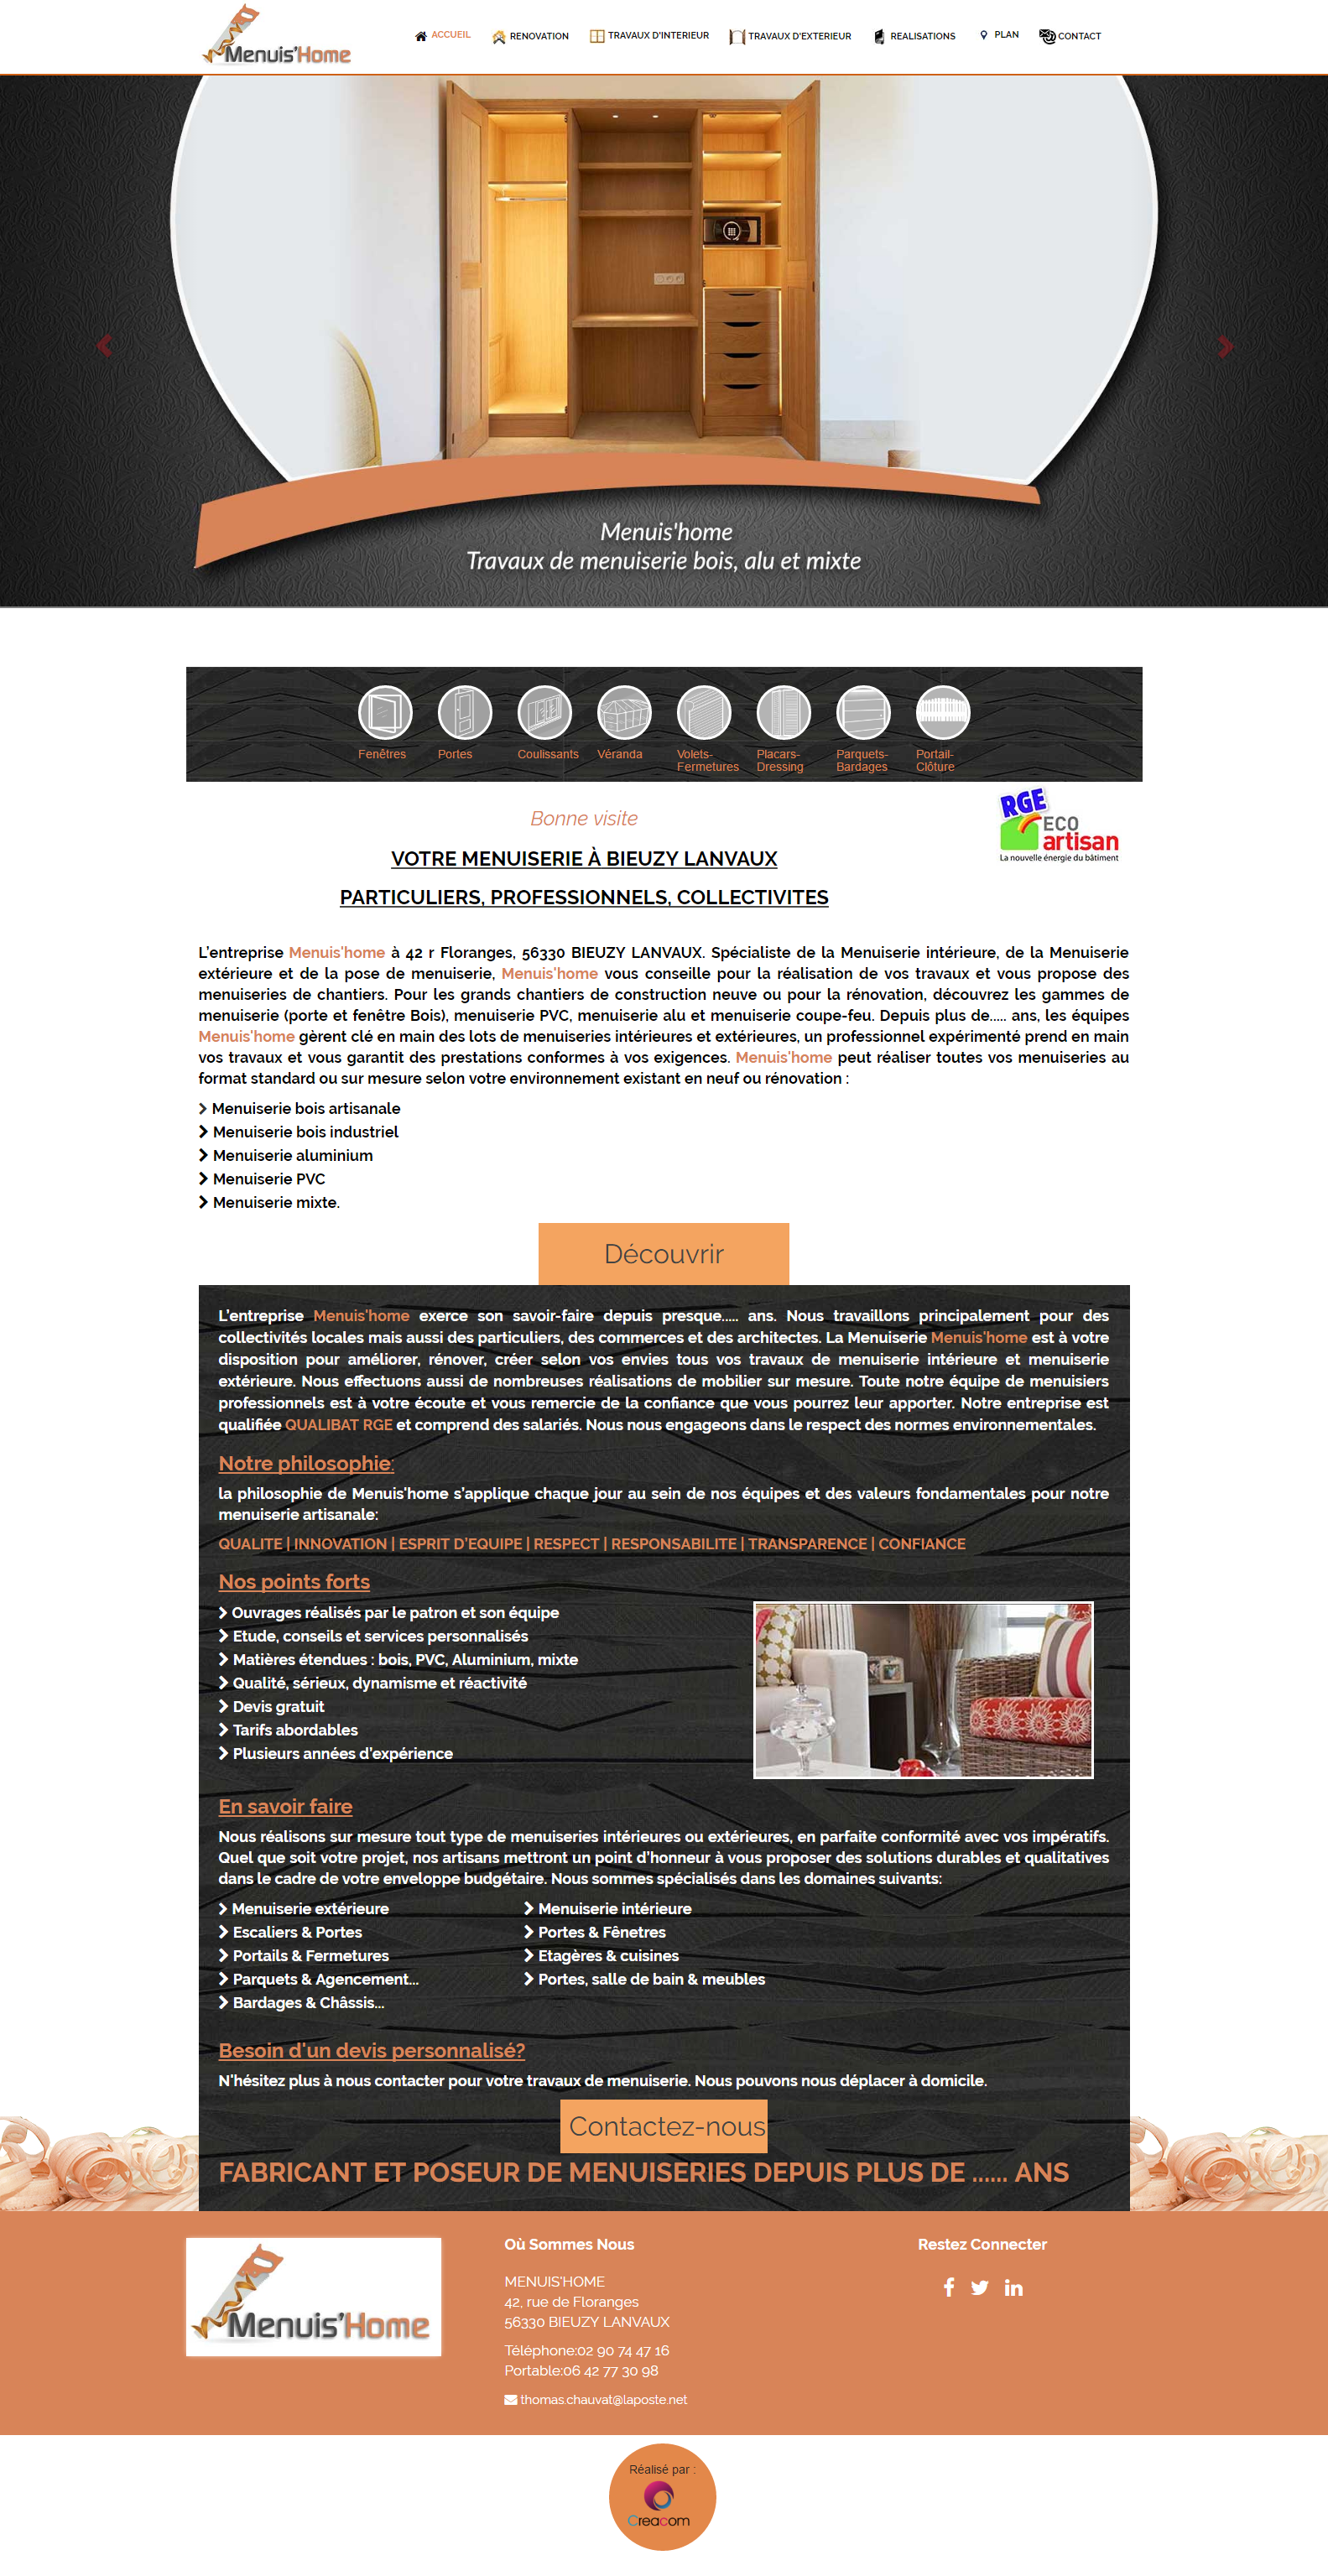 Menuis'Home
ACCUEIL
RENOVATION
TRAVAUX D'INTERIEUR
TRAVAUX D'EXTERIEUR
REALISATIONS
PLAN
CONTACT
Menuis'home
Travaux de menuiserie bois, alu et mixte
Fenêtres
Portes
Coulissants
Véranda
Volets-
Fermetures
Placars-
Dressing
Parquets-
Bardages
Portail-
Clôture
RGE
ECO
artisan
La nouvelle énergie du bâtiment
Bonne visite
VOTRE MENUISERIE À BIEUZY LANVAUX
PARTICULIERS, PROFESSIONNELS, COLLECTIVITES
L'entreprise Menuis'home à 42 r Floranges, 56330 BIEUZY LANVAUX. Spécialiste de la Menuiserie intérieure, de la Menuiserie
extérieure et de la pose de menuiserie, Menuis'home vous conseille pour la réalisation de vos travaux et vous propose des
menuiseries de chantiers. Pour les grands chantiers de construction neuve ou pour la rénovation, découvrez les gammes de
menuiserie (porte et fenêtre Bois), menuiserie PVC, menuiserie alu et menuiserie coupe-feu. Depuis plus de..... ans, les équipes
Menuis'home gèrent clé en main des lots de menuiseries intérieures et extérieures, un professionnel expérimenté prend en main
vos travaux et vous garantit des prestations conformes à vos exigences. Menuis'home peut réaliser toutes vos menuiseries au
format standard ou sur mesure selon votre environnement existant en neuf ou rénovation :
Menuiserie bois artisanale
Menuiserie bois industriel
Menuiserie aluminium
Menuiserie PVC
Menuiserie mixte.
Découvrir
L'entreprise Menuis'home exerce son savoir-faire depuis presque..... ans. Nous travaillons principalement pour des
collectivités locales mais aussi des particuliers, des commerces et des architectes. La Menuiserie Menuis'home est à votre
disposition pour améliorer, rénover, créer selon vos envies tous vos travaux de menuiserie intérieure et menuiserie
extérieure. Nous effectuons aussi de nombreuses réalisations de mobilier sur mesure. Toute notre équipe de menuisiers
professionnels est à votre écoute et vous remercie de la confiance que vous pourrez leur apporter. Notre entreprise est
qualifiée QUALIBAT RGE et comprend des salariés. Nous nous engageons dans le respect des normes environnementales.
Notre philosophie:
la philosophie de Menuis'home s'applique chaque jour au sein de nos équipes et des valeurs fondamentales pour notre
menuiserie artisanale:
QUALITE | INNOVATION | ESPRIT D'EQUIPE | RESPECT | RESPONSABILITE | TRANSPARENCE | CONFIANCE
Nos points forts
Ouvrages réalisés par le patron et son équipe
Etude, conseils et services personnalisés
Matières étendues : bois, PVC, Aluminium, mixte
Qualité, sérieux, dynamisme et réactivité
Devis gratuit
Tarifs abordables
Plusieurs années d'expérience
En savoir faire
Nous réalisons sur mesure tout type de menuiseries intérieures ou extérieures, en parfaite conformité avec vos impératifs.
Quel que soit votre projet, nos artisans mettront un point d'honneur à vous proposer des solutions durables et qualitatives
dans le cadre de votre enveloppe budgétaire. Nous sommes spécialisés dans les domaines suivants:
Menuiserie extérieure
Escaliers & Portes
Portails & Fermetures
Parquets & Agencement...
Bardages & Châssis...
Menuiserie intérieure
Portes & Fênetres
Etagères & cuisines
Portes, salle de bain & meubles
Besoin d'un devis personnalisé?
N'hésitez plus à nous contacter pour votre travaux de menuiserie. Nous pouvons nous déplacer à domicile.
Contactez-nous
FABRICANT ET POSEUR DE MENUISERIES DEPUIS PLUS DE ...... ANS
Menuis'Home
Où Sommes Nous
MENUIS'HOME
42, rue de Floranges
56330 BIEUZY LANVAUX
Téléphone:02 90 74 47 16
Portable:06 42 77 30 98
thomas.chauvat@laposte.net
Restez Connecter
Réalisé par :
Creacom